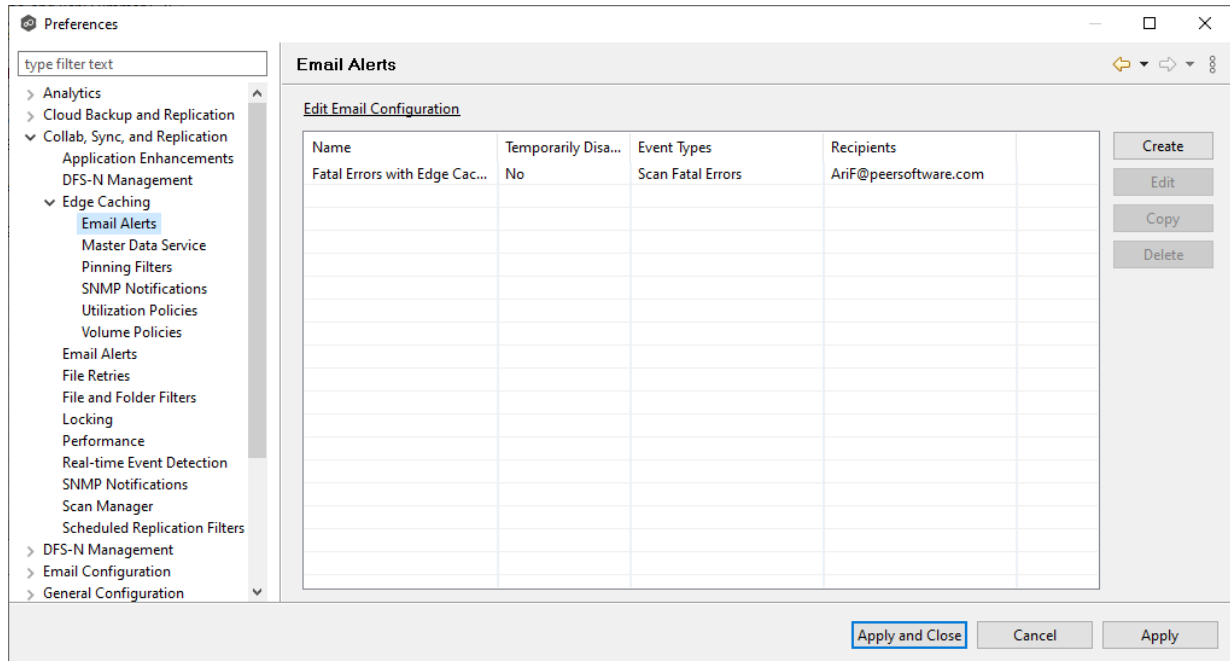 Preferences
type filter text
Analytics
Cloud Backup and Replication
Collab, Sync, and Replication
Application Enhancements
DFS-N Management
Edge Caching
Email Alerts
Master Data Service
Pinning Filters
SNMP Notifications
Utilization Policies
Volume Policies
Email Alerts
File Retries
File and Folder Filters
Locking
Performance
Real-time Event Detection
SNMP Notifications
Scan Manager
Scheduled Replication Filters
DFS-N Management
Email Configuration
General Configuration
Email Alerts
Edit Email Configuration
Name Temporarily Disa... Event Types Recipients
Fatal Errors with Edge Cac... No Scan Fatal Errors AriF@peersoftware.com
Create
Edit
Copy
Delete
Apply and Close Cancel Apply